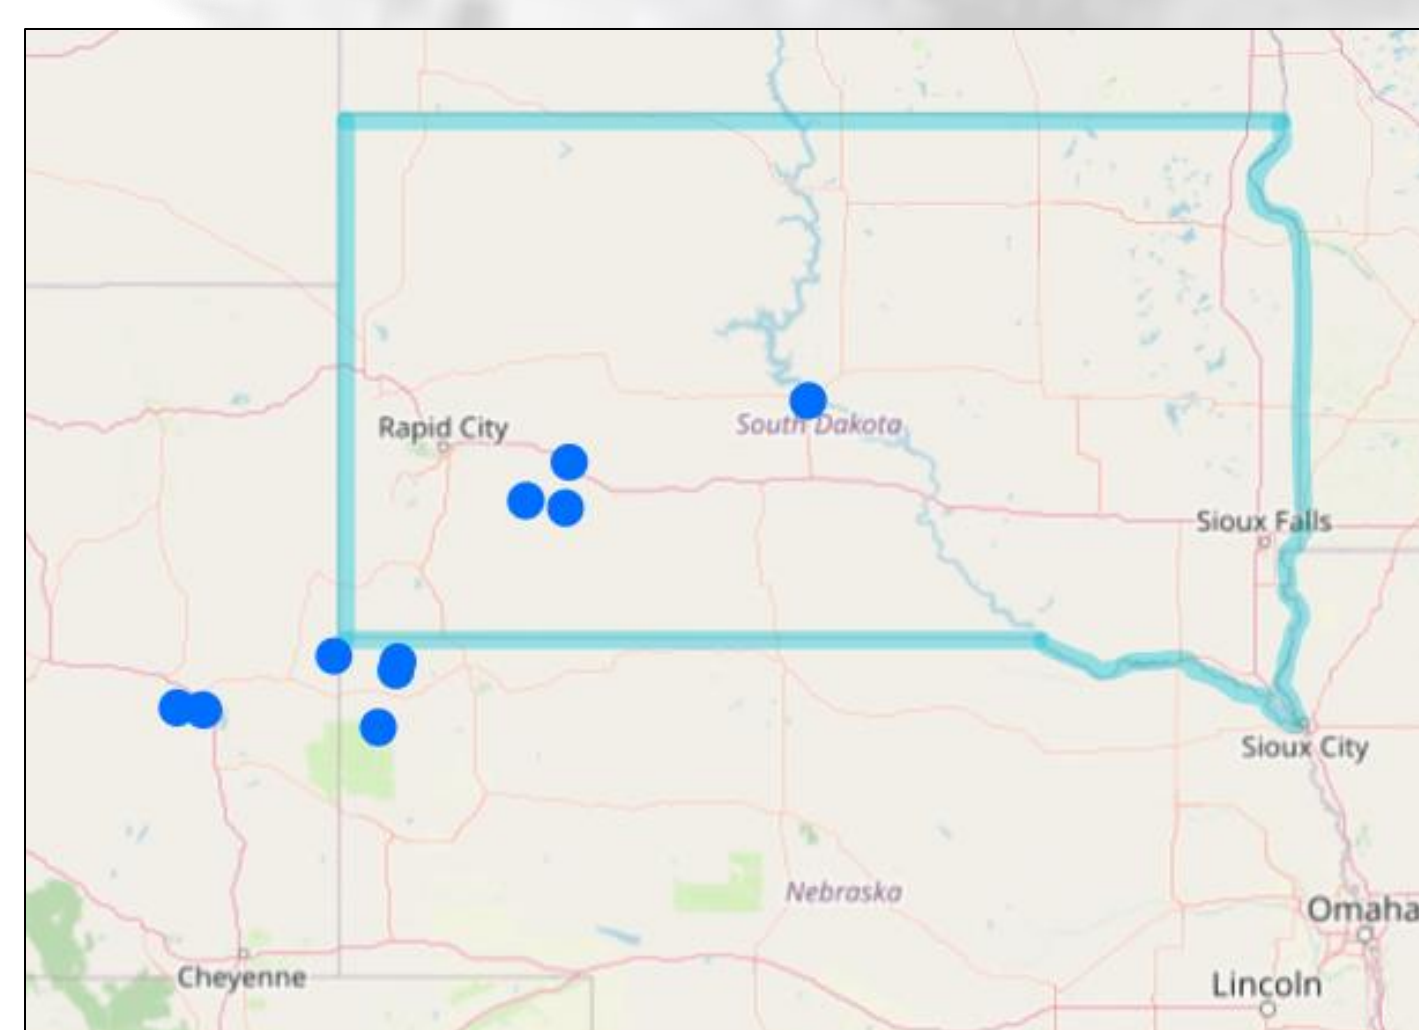 Rapid City
South Dakota
Sioux Falls
Sioux City
Nebraska
Omaha
Cheyenne
Lincoln